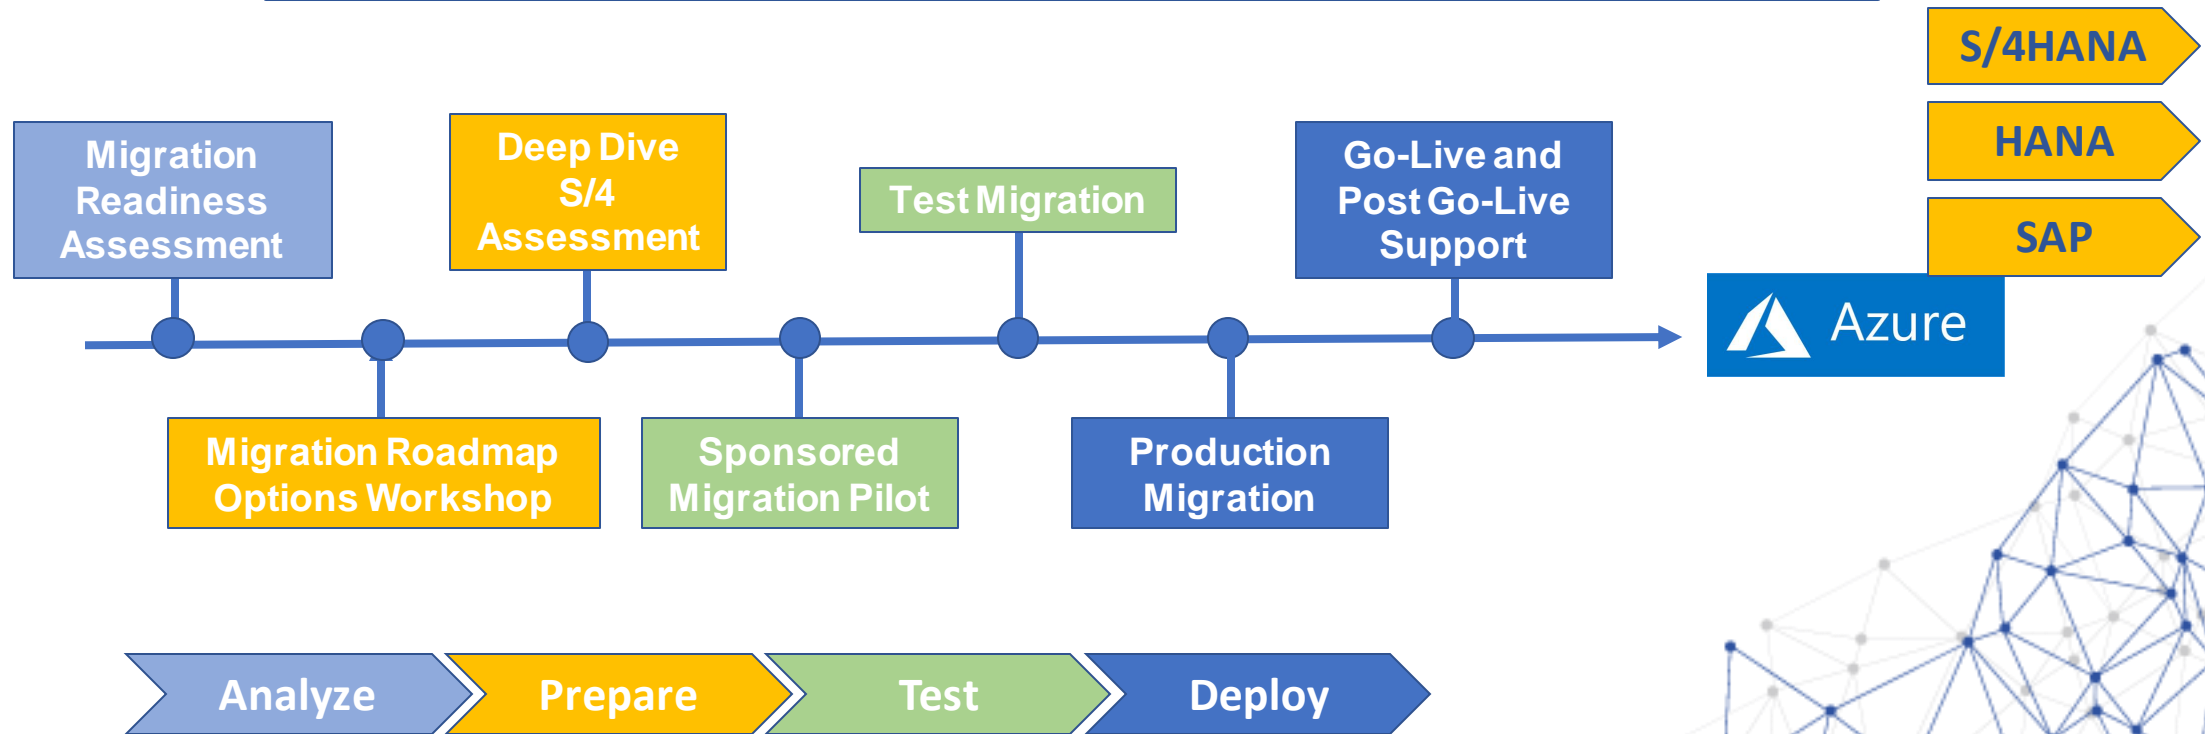 S/4HANA
HANA
SAP
Azure
Migration
Readiness
Assessment
Deep Dive
S/4
Assessment
Test Migration
Go-Live and
Post Go-Live
Support
Migration Roadmap
Options Workshop
Sponsored
Migration Pilot
Production
Migration
Analyze
Prepare
Test
Deploy